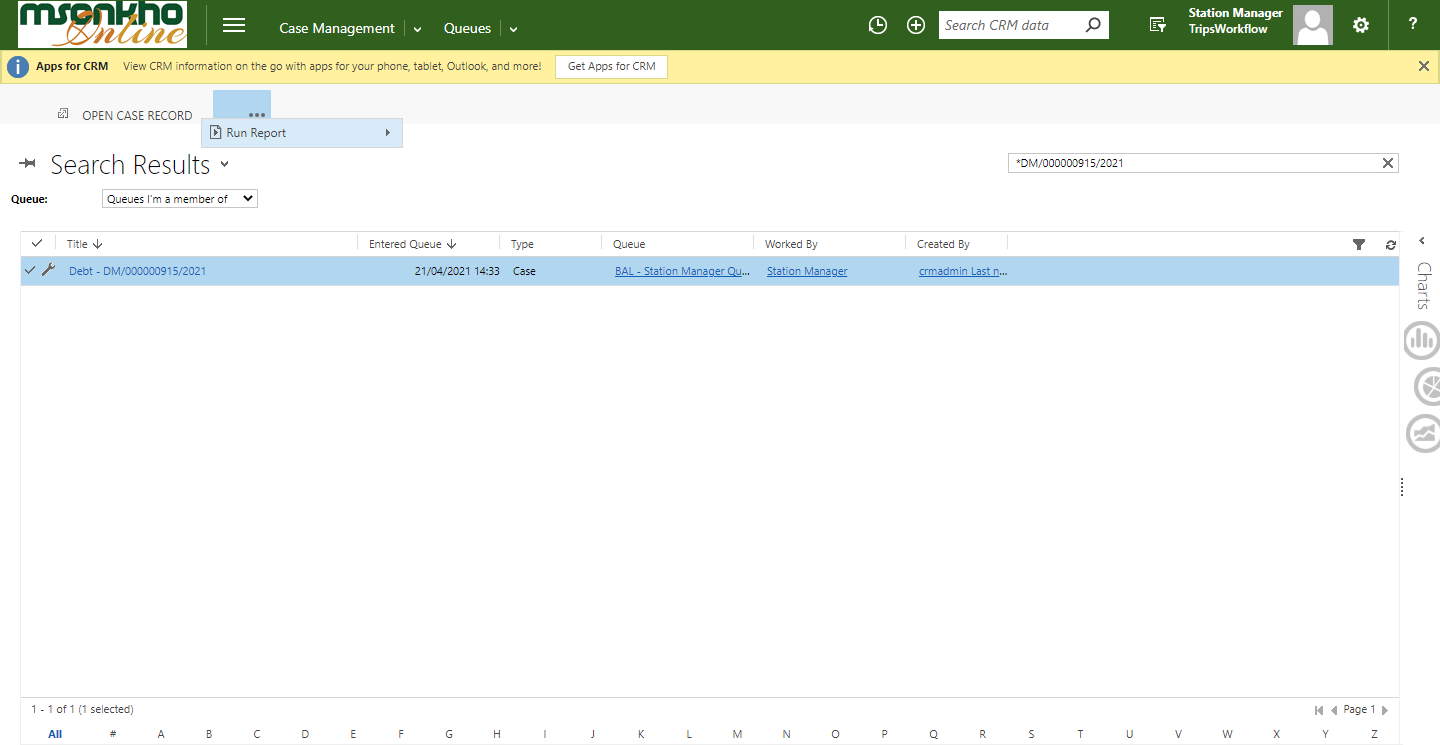 msonkho
Online
Case Management
Queues
Search CRM data
Station Manager
TripsWorkflow
?
Apps for CRM
View CRM information on the go with apps for your phone, tablet, Outlook, and more!
Get Apps for CRM
OPEN CASE RECORD
Run Report
Search Results
*DM/000000915/2021
Queue:
Queues I'm a member of
Title
Entered Queue
Type
Queue
Worked By
Created By
Debt - DM/000000915/2021
21/04/2021 14:33
Case
BAL - Station Manager Qu...
Station Manager
crmadmin Last n...
Charts
1 - 1 of 1 (1 selected)
Page 1
All # A B C D E F G H I J K L M N O P Q R S T U V W X Y Z